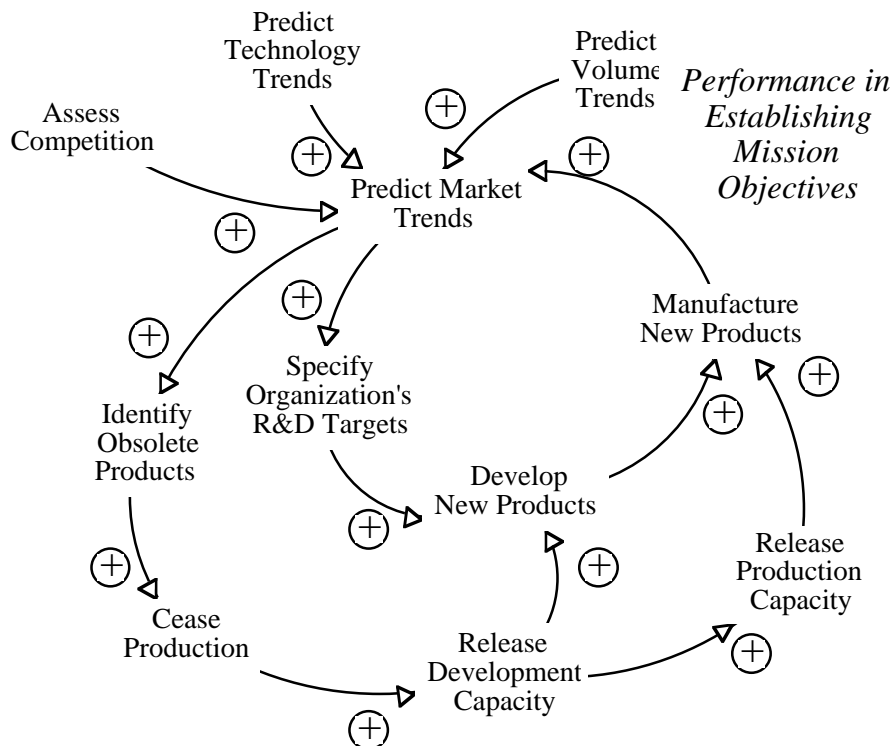 Predict
Technology
Trends
Predict
Volume
Trends
Performance in
Establishing
Mission
Objectives
Assess
Competition
+
+
+
Predict Market
Trends
+
+
+
Manufacture
New Products
Specify
Organization's
R&D Targets
+
+
Identify
Obsolete
Products
Develop
New Products
+
+
+
Release
Production
Capacity
Cease
Production
Release
Development
Capacity
+
+